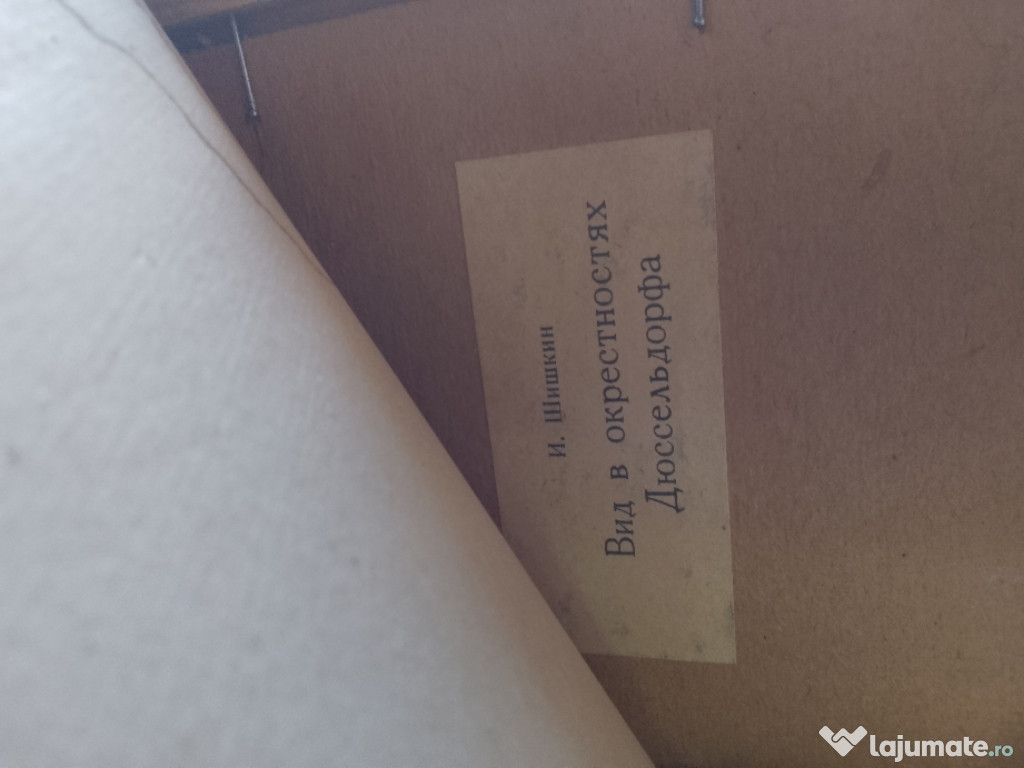 И. Шишкин
Вид в окрестностях
Дюссельдорфа
lajumate.ro